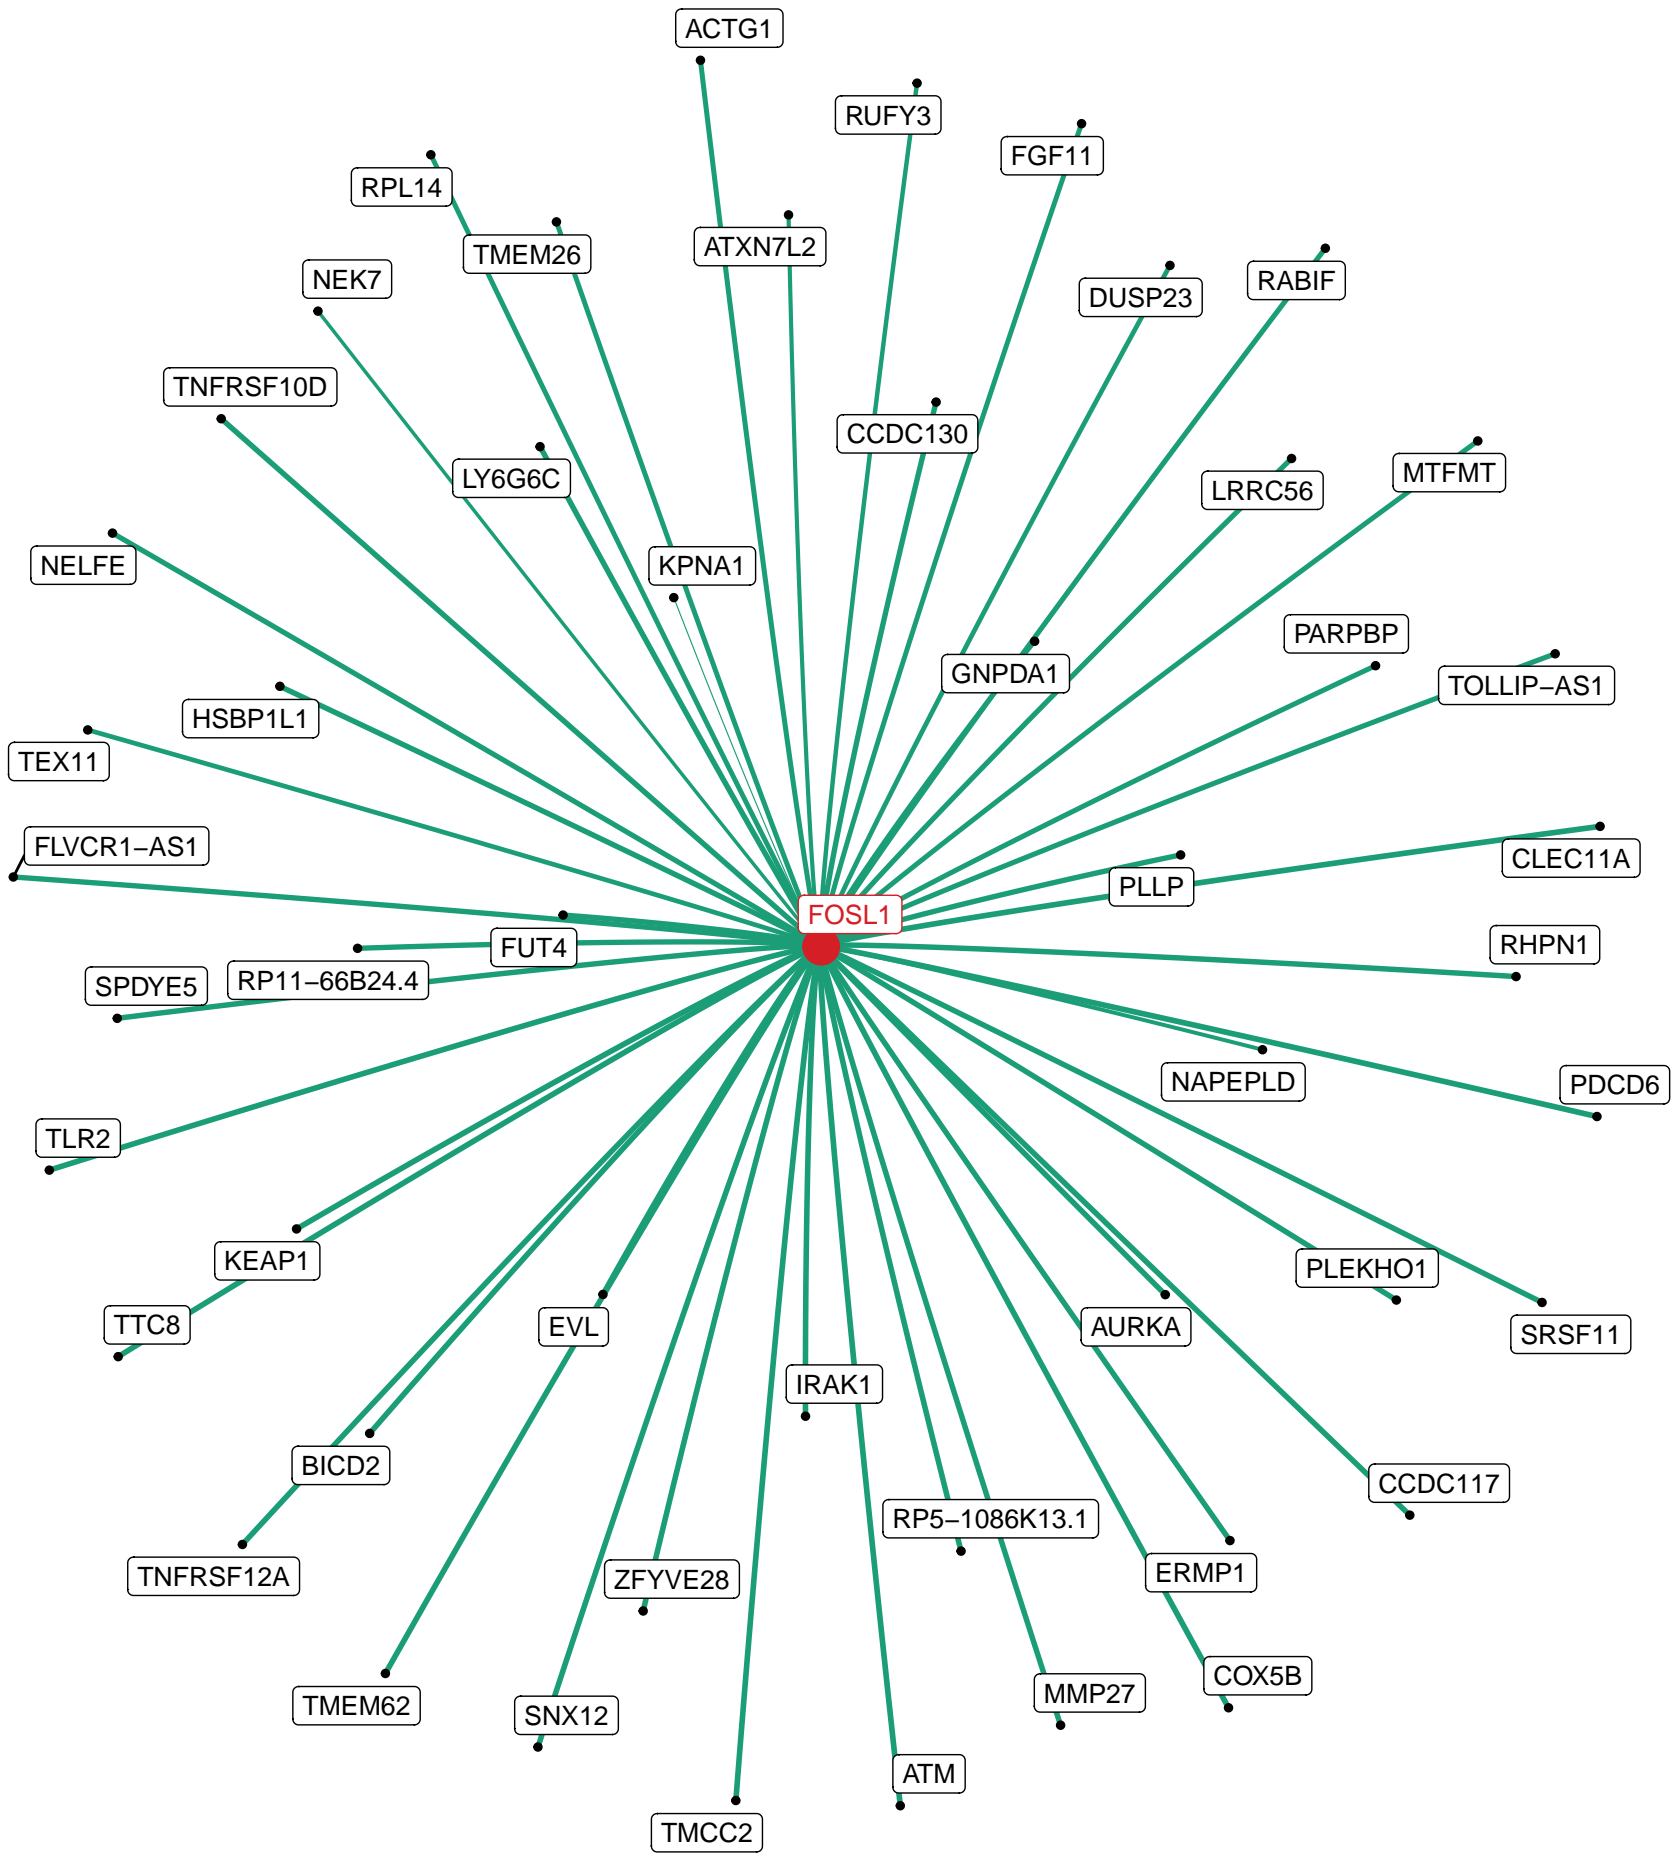 ACTG1
RUFY3
FGF11
RPL14
ATXN7L2
TMEM26
NEK7
RABIF
DUSP23
TNFRSF10D
CCDC130
MTFMT
LY6G6C
LRRC56
NELFE
KPNA1
PARPBP
GNPDA1
TOLLIP−AS1
HSBP1L1
TEX11
FLVCR1−AS1
CLEC11A
PLLP
FOSL1
RHPN1
FUT4
RP11−66B24.4
SPDYE5
NAPEPLD
PDCD6
TLR2
KEAP1
PLEKHO1
TTC8
EVL
AURKA
SRSF11
IRAK1
BICD2
CCDC117
RP5−1086K13.1
ERMP1
TNFRSF12A
ZFYVE28
COX5B
MMP27
TMEM62
SNX12
ATM
TMCC2